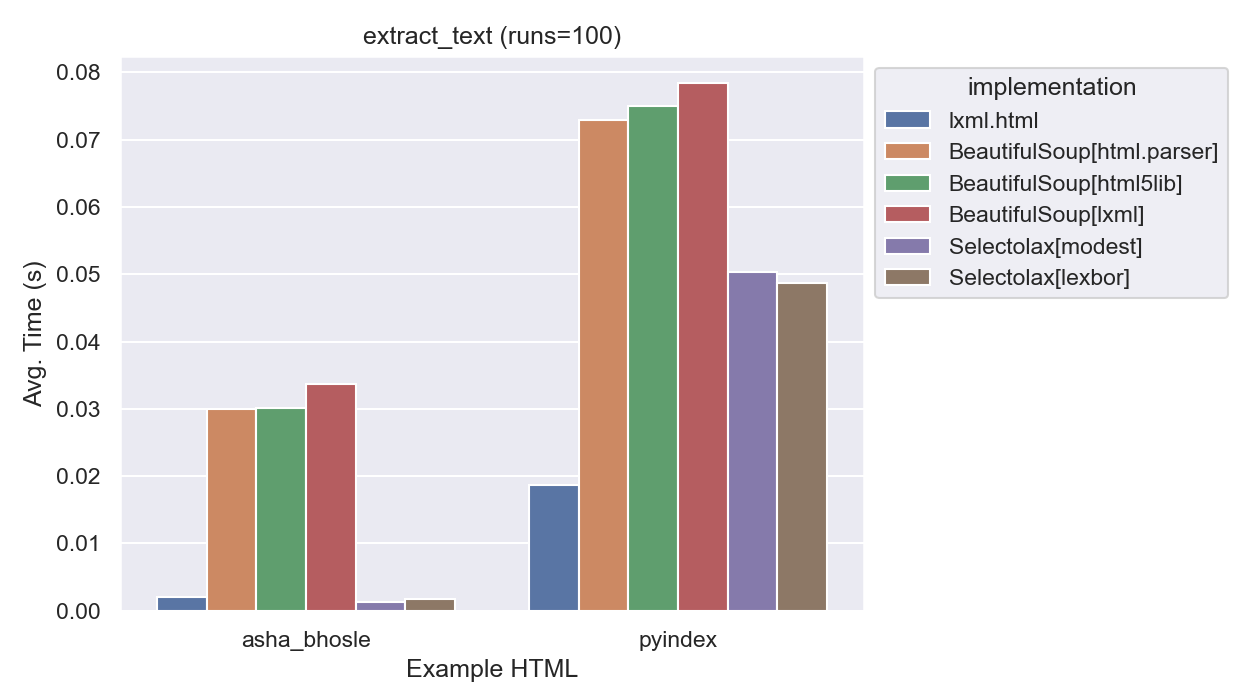 extract_text (runs=100)
0.08
0.07
0.06
0.05
0.04
0.03
0.02
0.01
0.00
Avg. Time (s)
asha_bhosle
pyindex
Example HTML
implementation
lxml.html
BeautifulSoup[html.parser]
BeautifulSoup[html5lib]
BeautifulSoup[lxml]
Selectolax[modest]
Selectolax[lexbor]